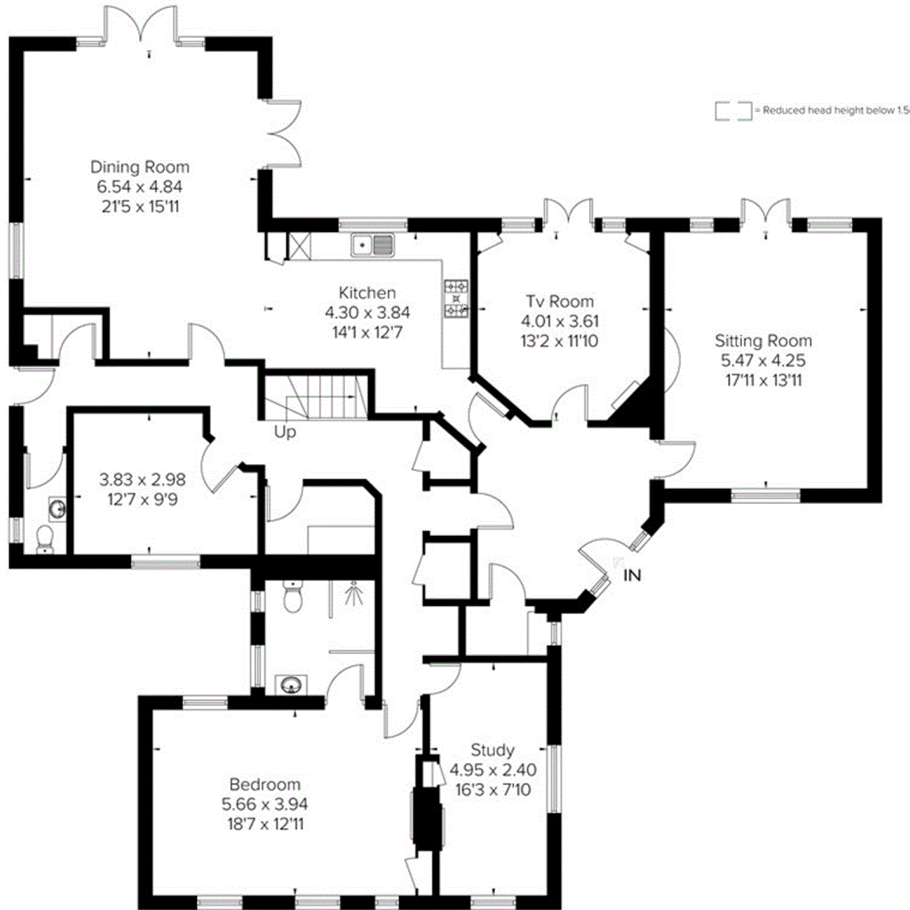 = Reduced head height below 1.5
Dining Room
6.54 x 4.84
21'5 x 15'11
Kitchen
4.30 x 3.84
14'1 x 12'7
Tv Room
4.01 x 3.61
13'2 x 11'10
Sitting Room
5.47 x 4.25
17'11 x 13'11
Up
3.83 x 2.98
12'7 x 9'9
IN
Study
4.95 x 2.40
16'3 x 7'10
Bedroom
5.66 x 3.94
18'7 x 12'11